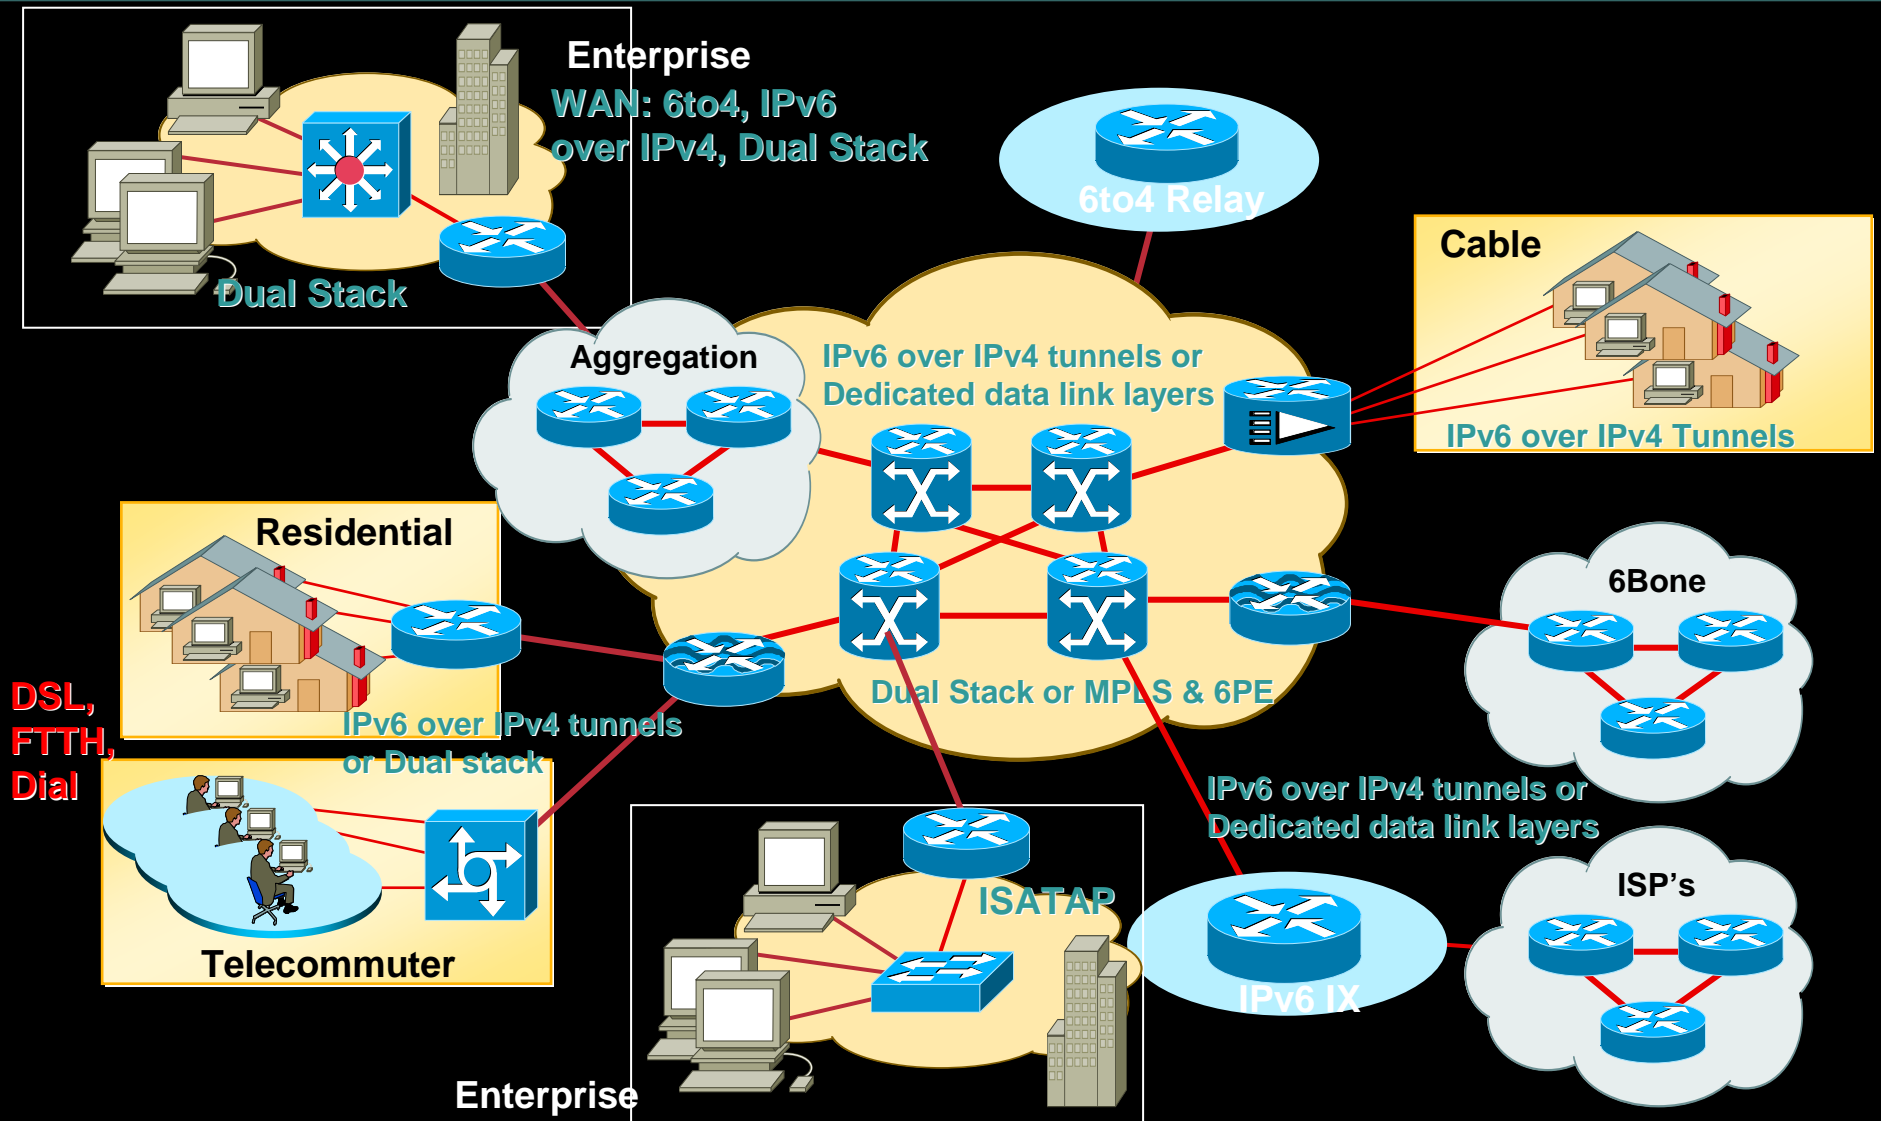 Enterprise
WAN: 6to4, IPv6
over IPv4, Dual Stack
Dual Stack
6to4 Relay
Cable
IPv6 over IPv4 Tunnels
Aggregation
IPv6 over IPv4 tunnels or
Dedicated data link layers
Residential
6Bone
DSL,
FTTH,
Dial
IPv6 over IPv4 tunnels
or Dual stack
Dual Stack or MPLS & 6PE
IPv6 over IPv4 tunnels or
Dedicated data link layers
Telecommuter
ISATAP
ISP’s
IPv6 IX
Enterprise